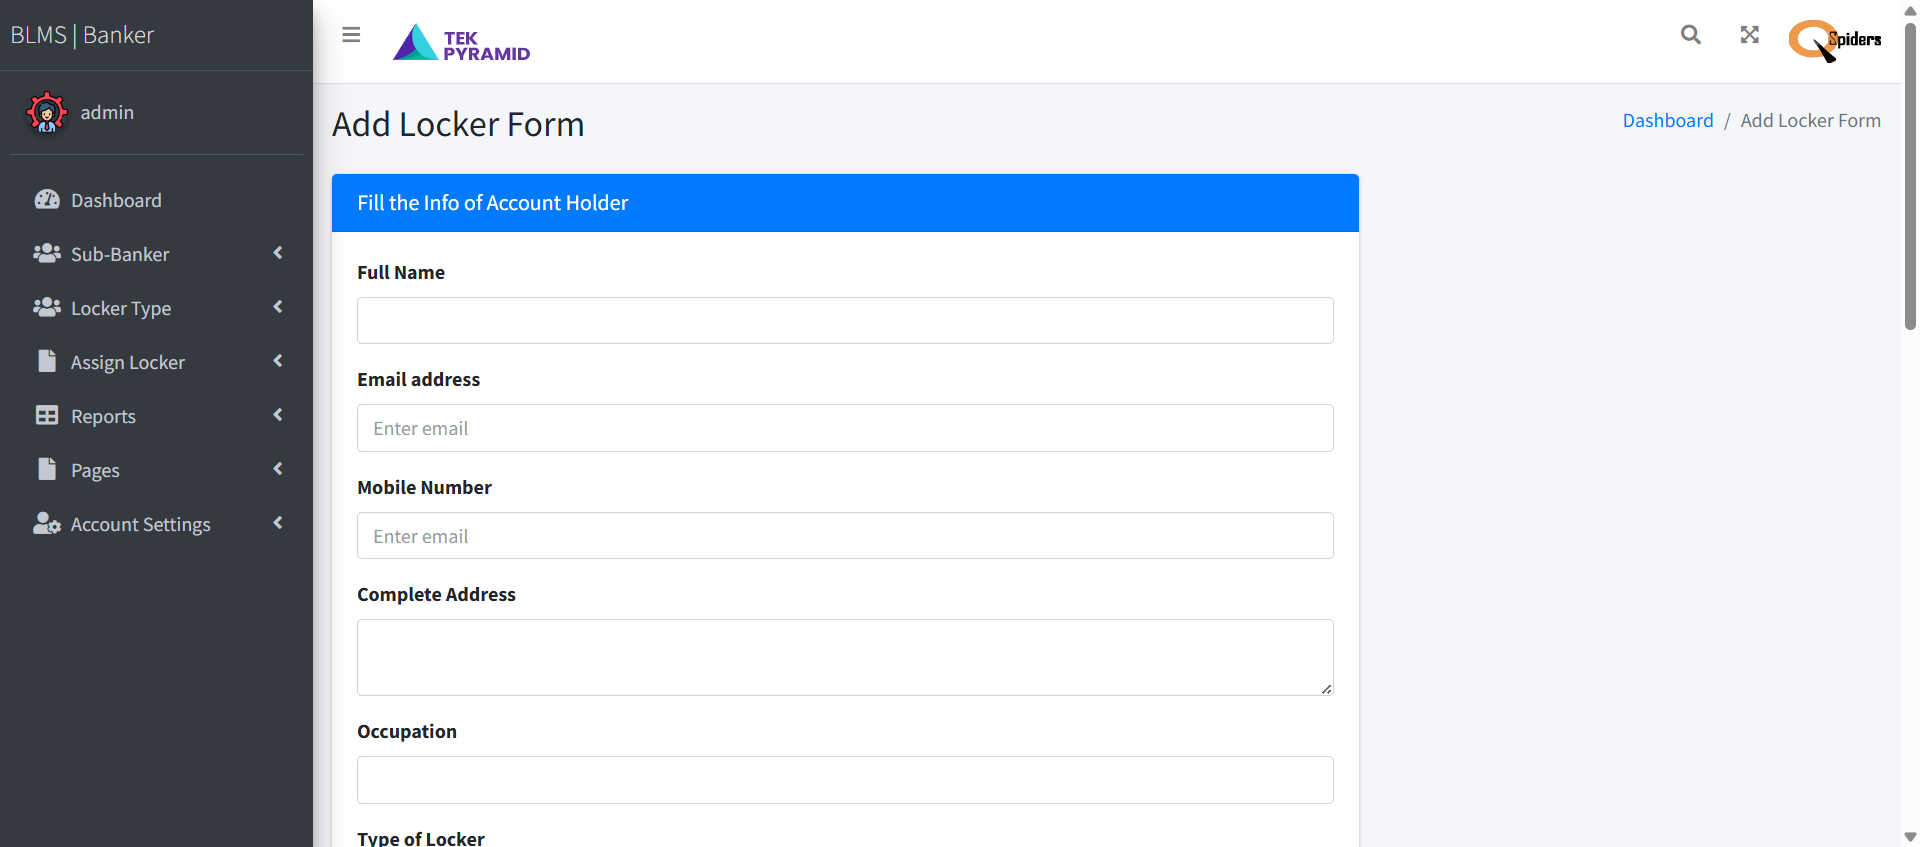 BLMS | Banker
admin
Dashboard
Sub-Banker
Locker Type
Assign Locker
Reports
Pages
Account Settings
TEK
PYRAMID
Spiders
Add Locker Form
Dashboard / Add Locker Form
Fill the Info of Account Holder
Full Name
Email address
Enter email
Mobile Number
Enter email
Complete Address
Occupation
Type of Locker